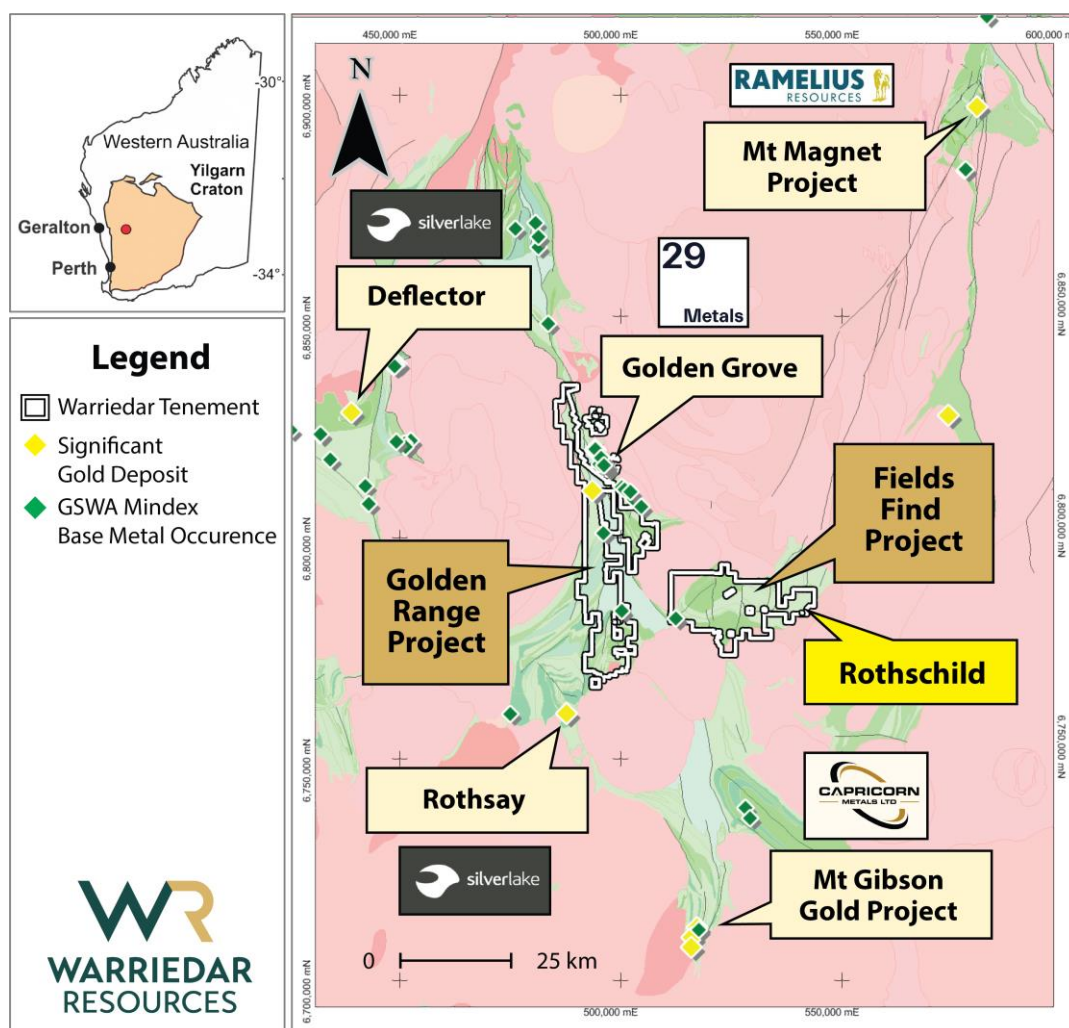 Western Australia
Yilgarn
Craton
Geralton
Perth
-30°
-34°
Legend
Warriedar Tenement
Significant
Gold Deposit
GSWA Mindex
Base Metal Occurence
WR
WARRIEDAR
RESOURCES
450,000 mE
500,000 mE
550,000 mE
600,000 mE
N
6,900,000 mN
RAMELIUS
RESOURCES
Mt Magnet
Project
silverlake
29
Metals
Deflector
6,850,000 mN
6,850,000 mN
Golden Grove
Fields
Find
Project
6,800,000 mN
6,800,000 mN
Golden
Range
Project
Rothschild
6,750,000 mN
6,750,000 mN
Rothsay
CAPRICORN
METALS LTD
silverlake
Mt Gibson
Gold Project
0 25 km
6,700,000 mN
500,000 mE
550,000 mE